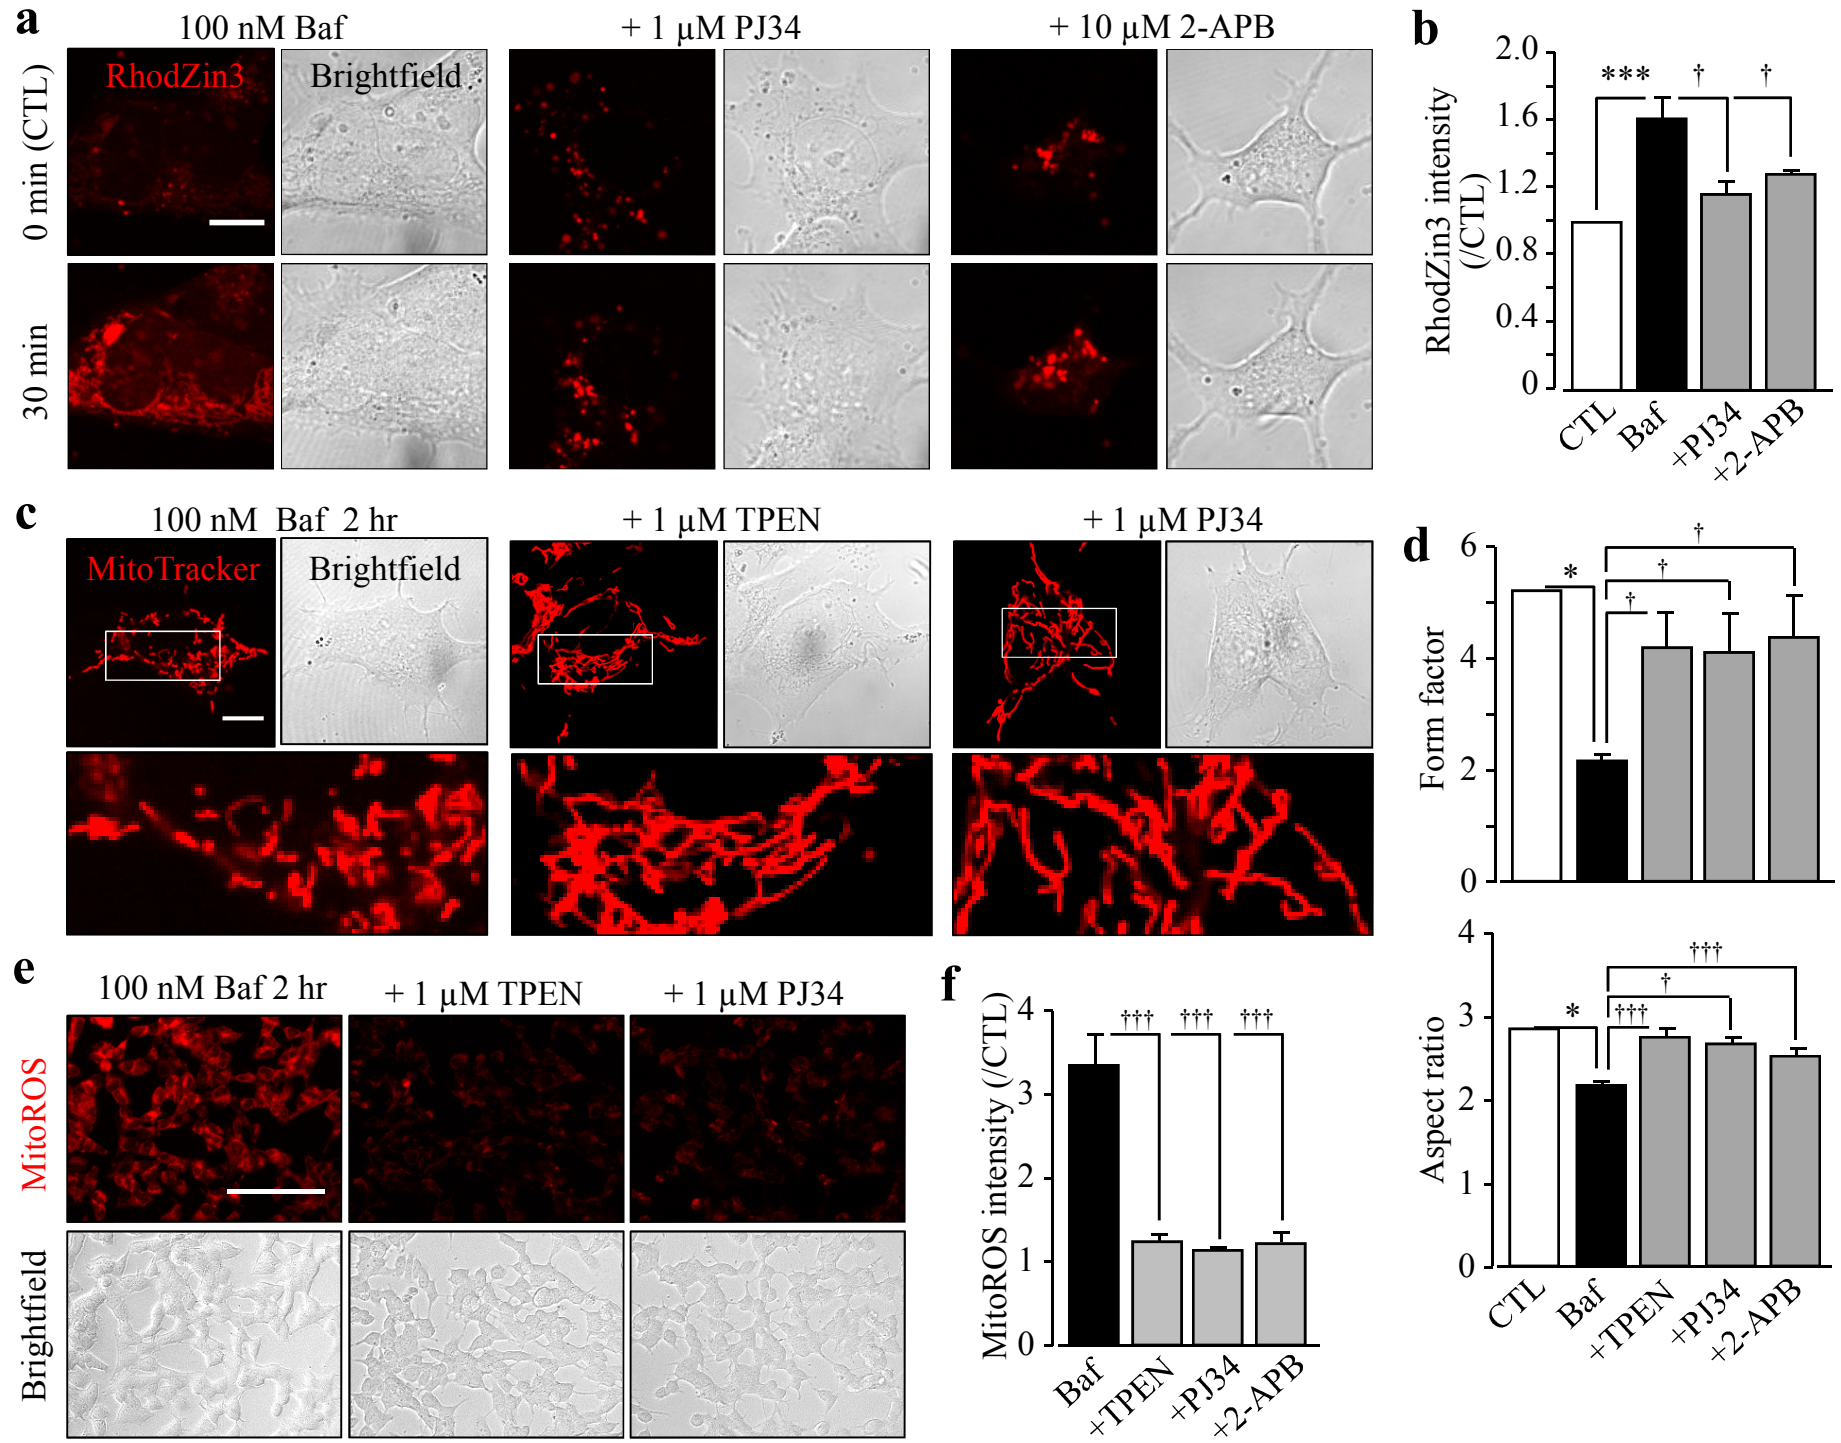 a
100 nM Baf
+ 1 µM PJ34
+ 10 µM 2-APB
0 min (CTL)
RhodZin3
Brightfield
30 min
b
RhodZin3 intensity
(/CTL)
2.0
1.6
1.2
0.8
0.4
0
*** † †
CTL
Baf
+PJ34
+2-APB
c
100 nM Baf 2 hr
+ 1 µM TPEN
+ 1 µM PJ34
MitoTracker
Brightfield
d
Form factor
6
4
2
0
†
* †
†
Aspect ratio
4
3
2
1
0
†††
†
* †††
CTL
Baf
+TPEN
+PJ34
+2-APB
e
100 nM Baf 2 hr
+ 1 µM TPEN
+ 1 µM PJ34
MitoROS
Brightfield
f
MitoROS intensity (/CTL)
4
3
2
1
0
††† ††† †††
Baf
+TPEN
+PJ34
+2-APB